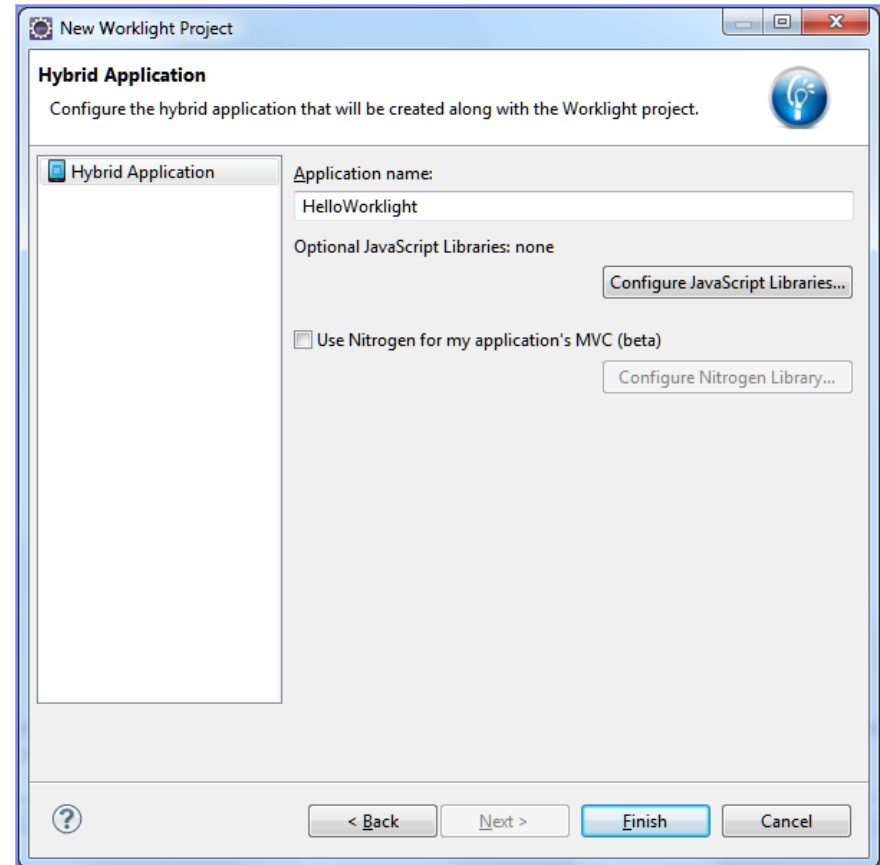 New Worklight Project
Hybrid Application
Configure the hybrid application that will be created along with the Worklight project.
Hybrid Application
Application name:
HelloWorklight
Optional JavaScript Libraries: none
Configure JavaScript Libraries...
Use Nitrogen for my application's MVC (beta)
Configure Nitrogen Library...
?
< Back Next > Finish Cancel